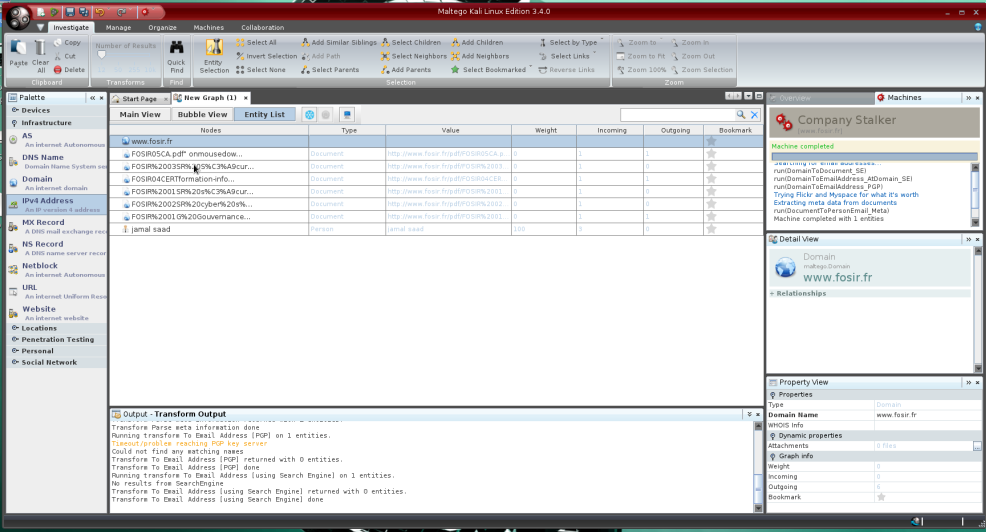 Maltego Kali Linux Edition 3.4.0
Investigate Manage Organize Machines Collaboration
Paste
Clear All
Copy
Cut
Delete
Clipboard
Number of Results
Transforms
Quick Find
Find
Entity Selection
Select All
Invert Selection
Select None
Add Similar Siblings
Add Path
Select Parents
Select Children
Select Neighbors
Add Parents
Add Children
Add Neighbors
Select Bookmarked
Select by Type
Select Links
Reverse Links
Selection
Zoom to
Zoom to Fit
Zoom 100%
Zoom In
Zoom Out
Zoom Selection
Zoom
Palette
Devices
Infrastructure
AS
An internet Autonomous
DNS Name
Domain Name System se
Domain
An internet domain
IPv4 Address
An IP version 4 address
MX Record
A DNS mail exchange rec
NS Record
A DNS name server recor
Netblock
An internet Autonomous
URL
An internet Uniform Reso
Website
An internet website
Locations
Penetration Testing
Personal
Social Network
Start Page
New Graph (1)
Main View Bubble View Entity List
Nodes Type Value Weight Incoming Outgoing Bookmark
www.fosir.fr
FOSIR05CA.pdf" onmousedow... Document http://www.fosir.fr/pdf/FOSIR05CA.p 0 1 1
FOSIR%2003SR%20S%C3%A9cur... Document http://www.fosir.fr/pdf/FOSIR%2003. 0 1 0
FOSIR04CERTformation-info... Document http://www.fosir.fr/pdf/FOSIR04CER 0 1 1
FOSIR%2001SR%20s%C3%A9cur... Document http://www.fosir.fr/pdf/FOSIR%2001. 0 1 0
FOSIR%2002SR%20cyber%20s%... Document http://www.fosir.fr/pdf/FOSIR%2002. 0 1 0
FOSIR%2001G%20Gouvernance... Document http://www.fosir.fr/pdf/FOSIR%2001. 0 1 1
jamal saad Person jamal saad 100 3 0
Output - Transform Output
Transform Parse meta information done
Running transform To Email Address [PGP] on 1 entities.
Timeout/problem reaching PGP key server
Could not find any matching names
Transform To Email Address [PGP] returned with 0 entities.
Transform To Email Address [PGP] done
Running transform To Email Address [using Search Engine] on 1 entities.
No results from SearchEngine
Transform To Email Address [using Search Engine] returned with 0 entities.
Transform To Email Address [using Search Engine] done
Overview
Machines
Company Stalker
(www.fosir.fr)
Machine completed
Searching for email addresses...
run(DomainToDocument_SE)
run(DomainToEmailAddress_AtDomain_SE)
run(DomainToEmailAddress_PGP)
Trying Flickr and Myspace for what it's worth
Extracting meta data from documents
run(DocumentToPersonEmail_Meta)
Machine completed with 1 entities
Detail View
Domain
maltego.Domain
www.fosir.fr
+ Relationships
Property View
Properties
Type Domain
Domain Name www.fosir.fr
WHOIS Info
Dynamic properties
Attachments 0 files ...
Graph info
Weight 0
Incoming 0
Outgoing 6
Bookmark